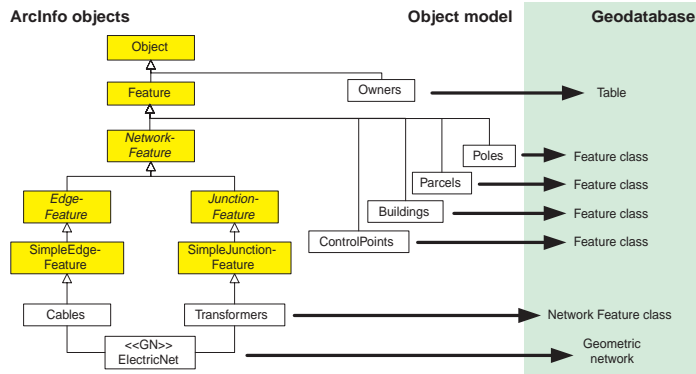 ArcInfo objects
Object model
Geodatabase
Object
Feature
Owners
Table
Network-
Feature
Poles
Feature class
Parcels
Feature class
Edge-
Feature
Junction-
Feature
Buildings
Feature class
SimpleEdge-
Feature
SimpleJunction-
Feature
ControlPoints
Feature class
Cables
Transformers
Network Feature class
<<GN>>
ElectricNet
Geometric
network